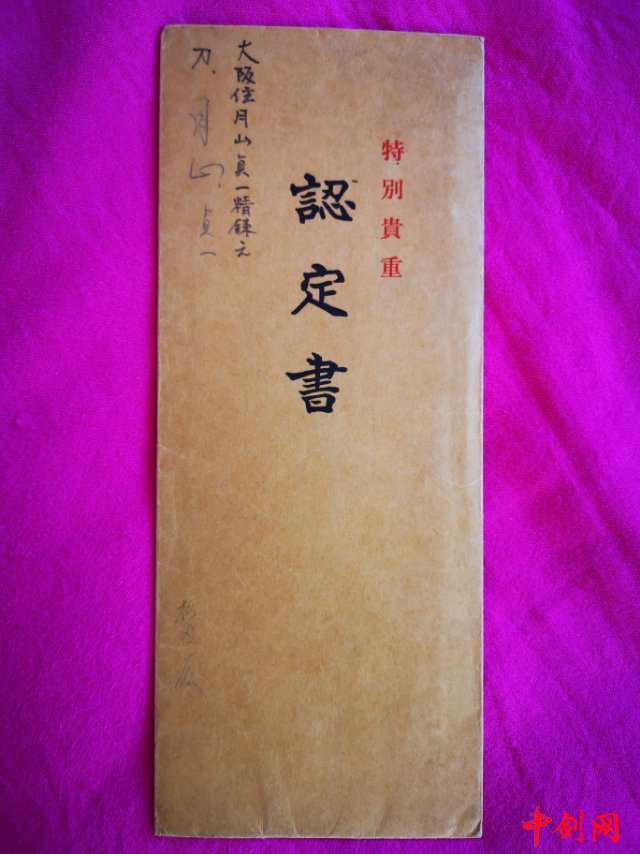 特別貴重
認定書
大阪住月山貞一精錬之
刀、月山貞一
中剑网